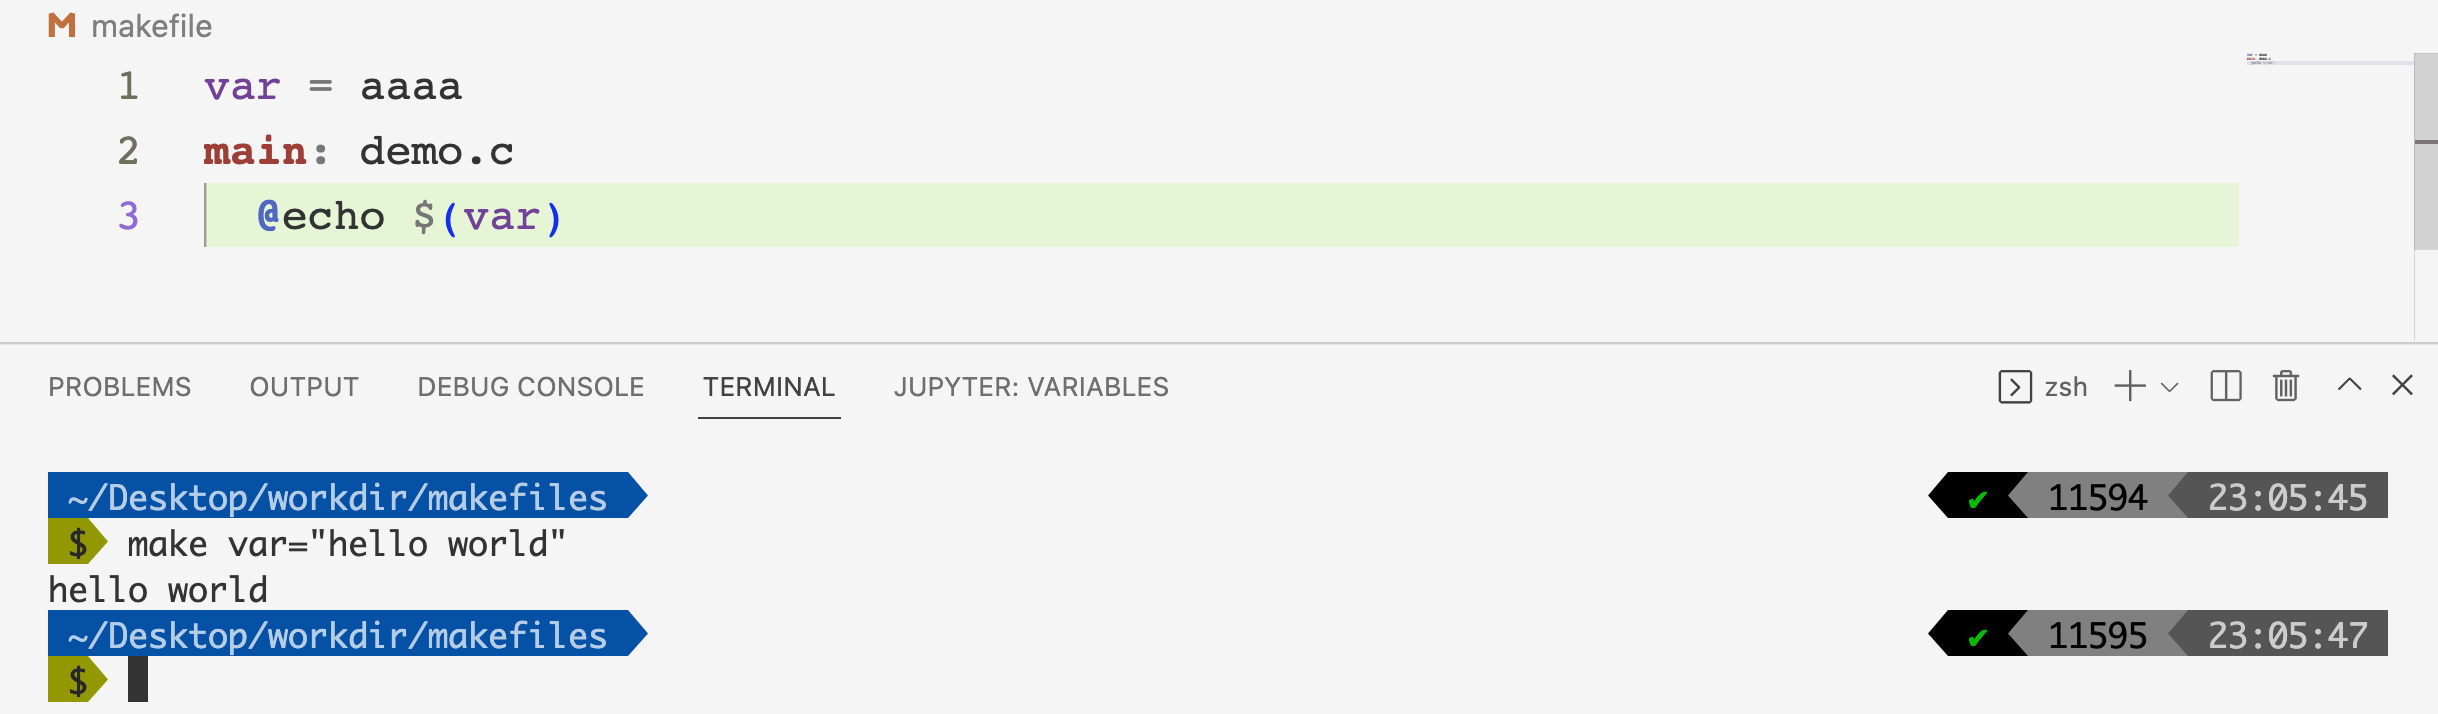 makefile
1 var = aaaa
2 main: demo.c
3 @echo $(var)
PROBLEMS OUTPUT DEBUG CONSOLE TERMINAL JUPYTER: VARIABLES zsh
~/Desktop/workdir/makefiles ✔ 11594 23:05:45
$ make var="hello world"
hello world
~/Desktop/workdir/makefiles ✔ 11595 23:05:47
$